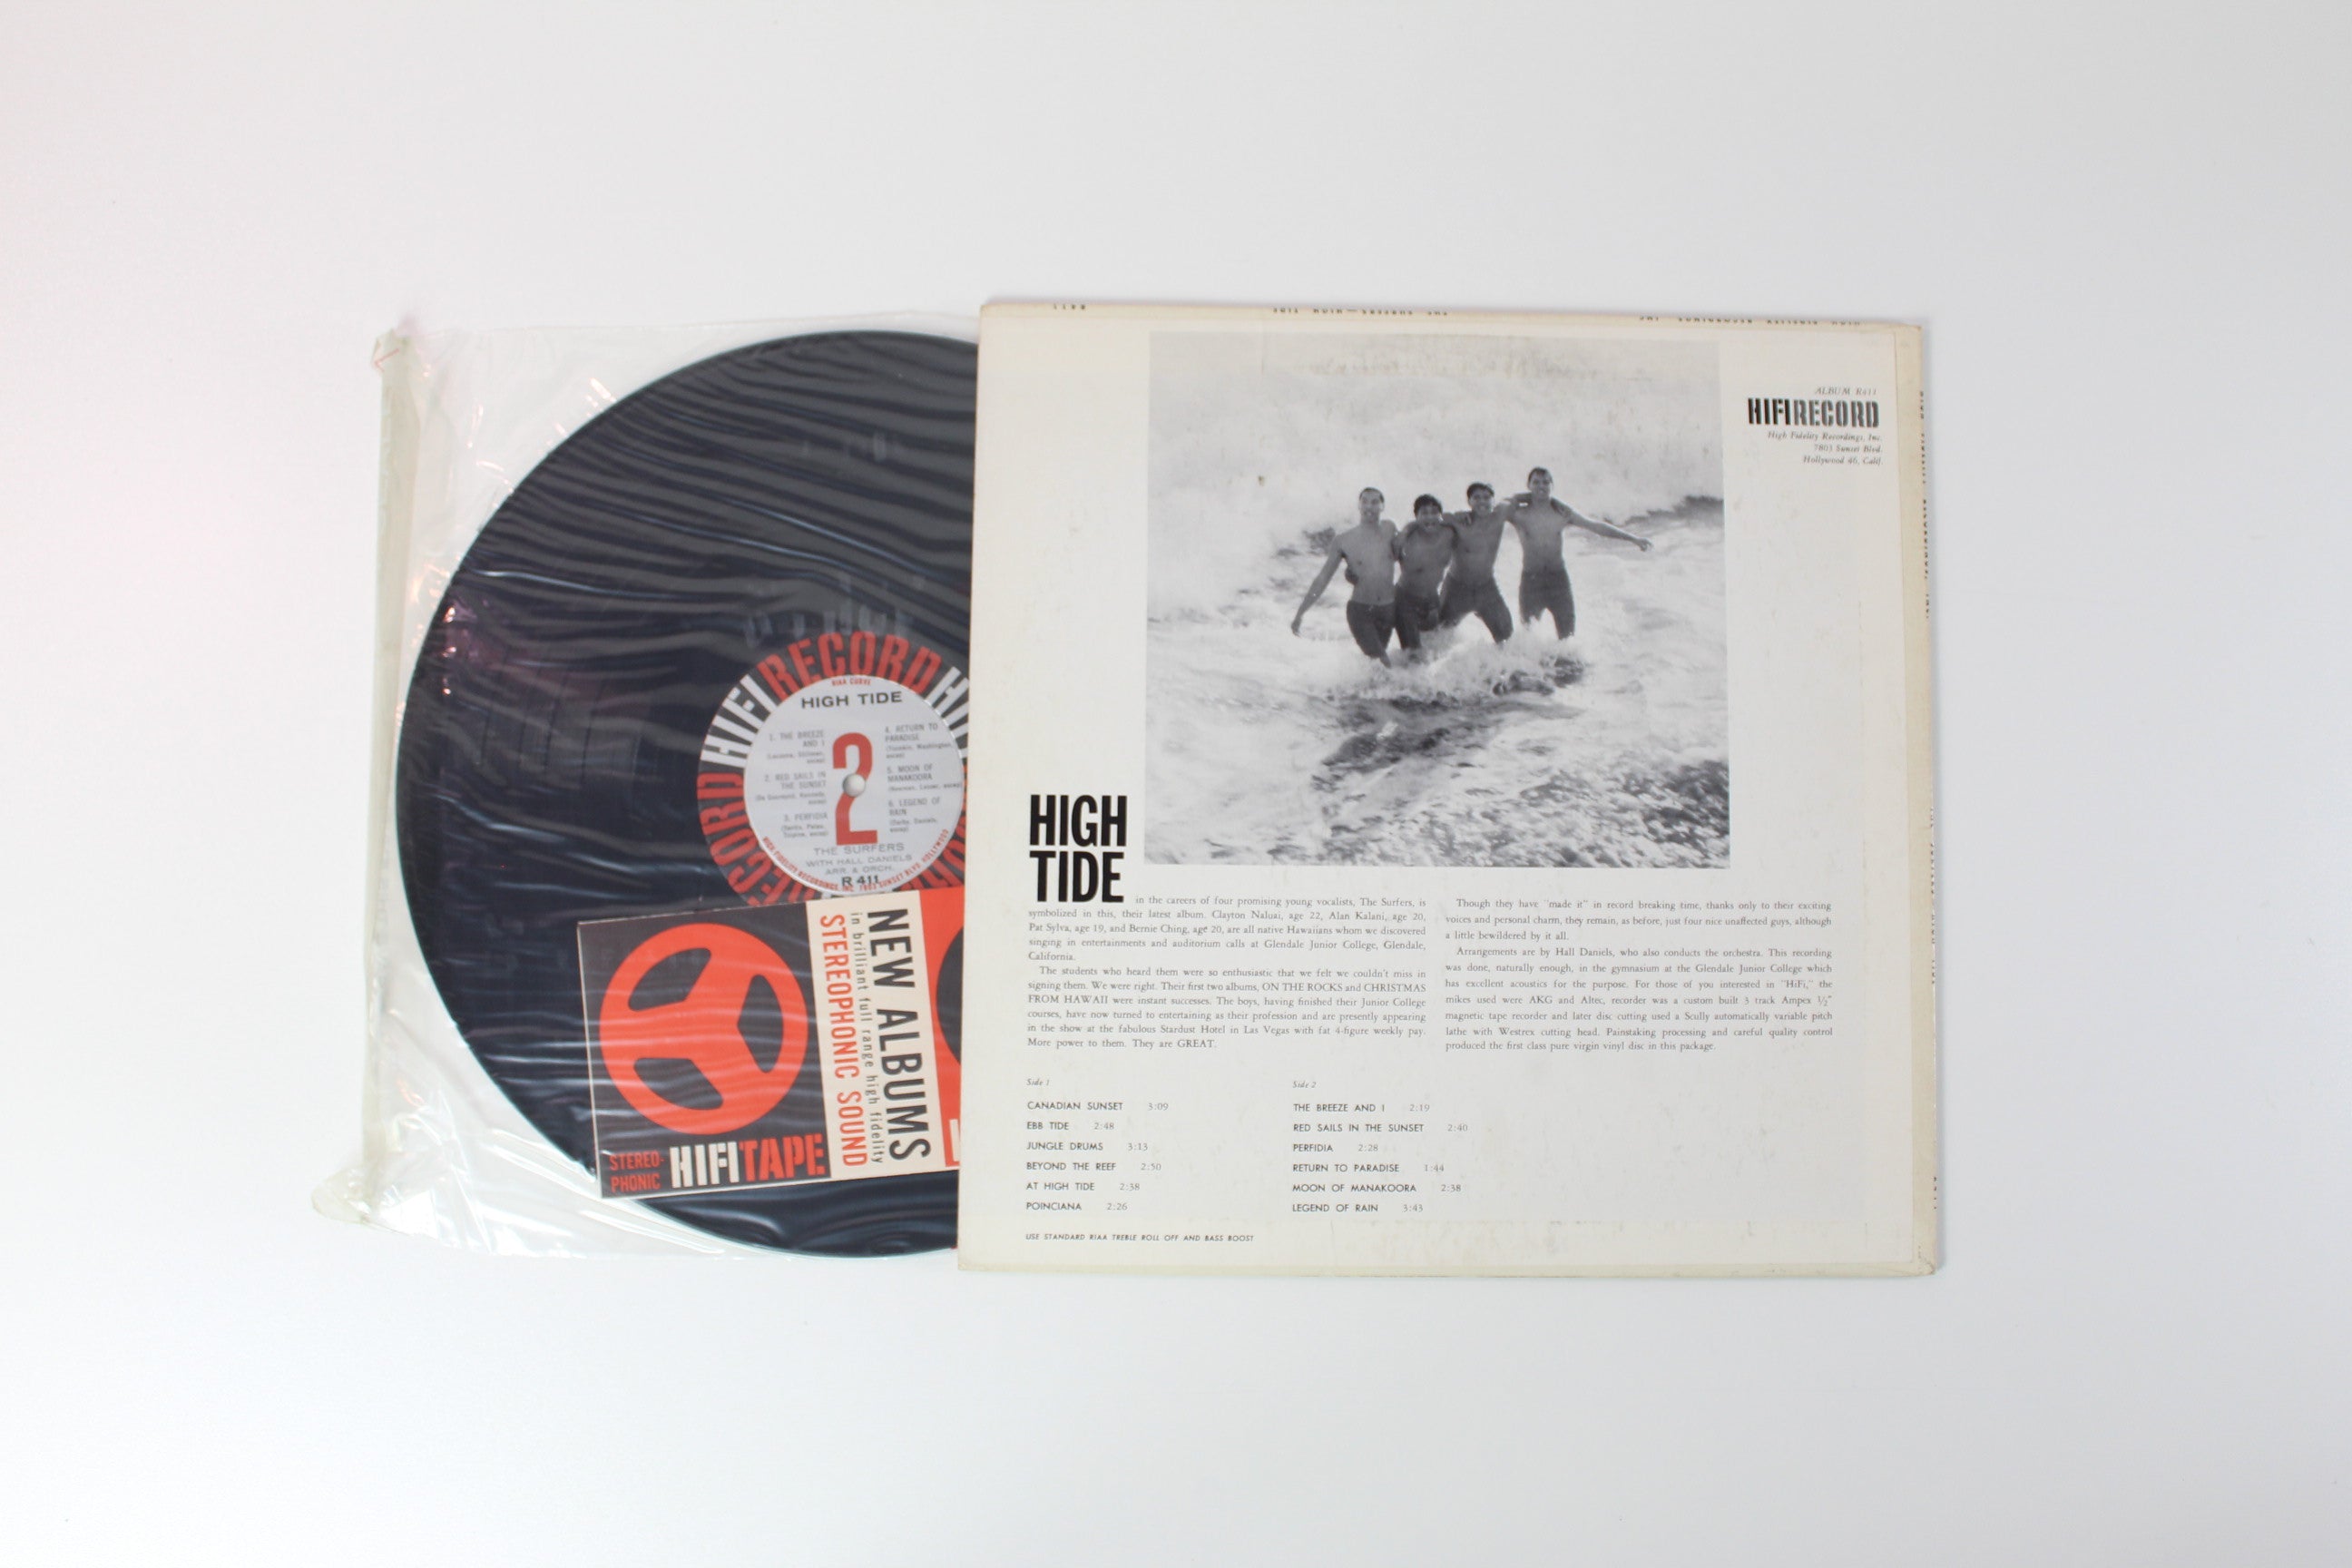 HIFIRECORD
RIAA CURVE
HIGH TIDE
1. THE BREEZE
AND I
2. RED SAILS IN
THE SUNSET
3. PERFIDIA
2
4. RETURN TO
PARADISE
5. MOON OF
MANAKOORA
6. LEGEND OF
RAIN
THE SURFERS
WITH HALL DANIELS
ARR. & ORCH.
R 411
HIGH FIDELITY RECORDINGS, INC. 7803 SUNSET BLVD. HOLLYWOOD
NEW ALBUMS
in brilliant full range high fidelity
STEREOPHONIC SOUND
STEREO-
PHONIC HIFITAPE
ALBUM R411
HIFIRECORD
High Fidelity Recordings, Inc.
7803 Sunset Blvd.
Hollywood 46, Calif.
HIGH
TIDE
in the careers of four promising young vocalists, The Surfers, is
symbolized in this, their latest album. Clayton Naluai, age 22, Alan Kalani, age 20,
Pat Sylva, age 19, and Bernie Ching, age 20, are all native Hawaiians whom we discovered
singing in entertainments and auditorium calls at Glendale Junior College, Glendale,
California.
The students who heard them were so enthusiastic that we felt we couldn't miss in
signing them. We were right. Their first two albums, ON THE ROCKS and CHRISTMAS
FROM HAWAII were instant successes. The boys, having finished their Junior College
courses, have now turned to entertaining as their profession and are presently appearing
in the show at the fabulous Stardust Hotel in Las Vegas with fat 4-figure weekly pay.
More power to them. They are GREAT.
Though they have "made it" in record breaking time, thanks only to their exciting
voices and personal charm, they remain, as before, just four nice unaffected guys, although
a little bewildered by it all.
Arrangements are by Hall Daniels, who also conducts the orchestra. This recording
was done, naturally enough, in the gymnasium at the Glendale Junior College which
has excellent acoustics for the purpose. For those of you interested in "HiFi," the
mikes used were AKG and Altec, recorder was a custom built 3 track Ampex ½"
magnetic tape recorder and later disc cutting used a Scully automatically variable pitch
lathe with Westrex cutting head. Painstaking processing and careful quality control
produced the first class pure virgin vinyl disc in this package.
Side 1
CANADIAN SUNSET 3:09
EBB TIDE 2:48
JUNGLE DRUMS 3:13
BEYOND THE REEF 2:50
AT HIGH TIDE 2:38
POINCIANA 2:26
Side 2
THE BREEZE AND I 2:19
RED SAILS IN THE SUNSET 2:40
PERFIDIA 2:28
RETURN TO PARADISE 1:44
MOON OF MANAKOORA 2:38
LEGEND OF RAIN 3:43
USE STANDARD RIAA TREBLE ROLL OFF AND BASS BOOST